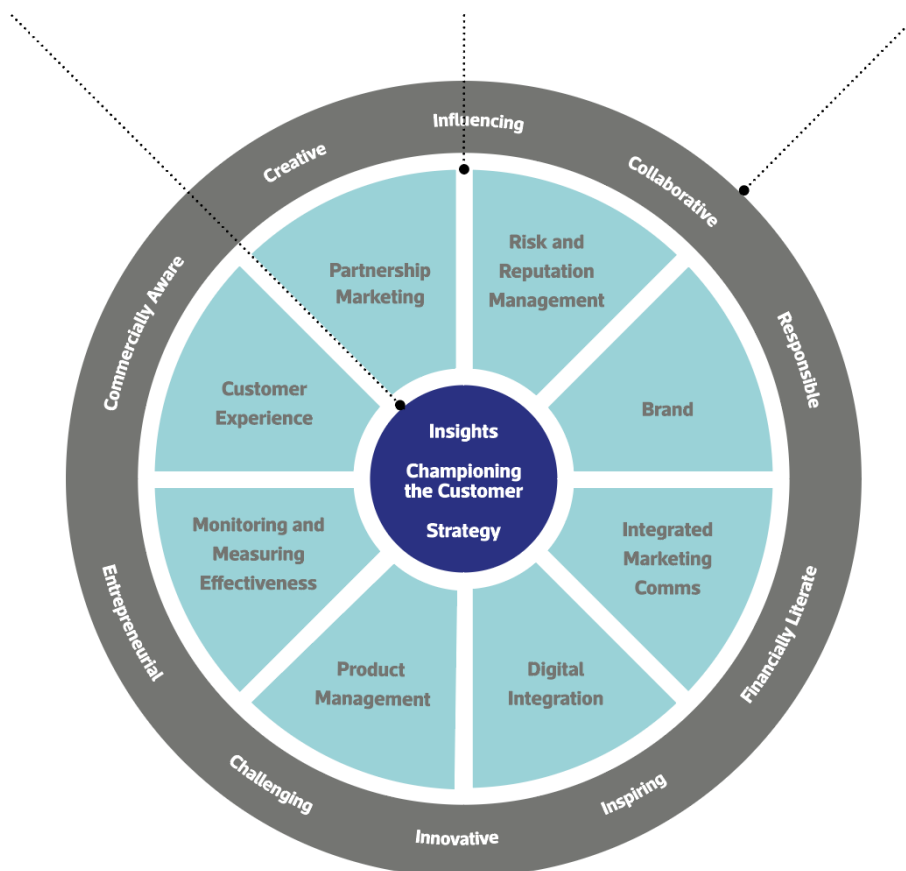 Influencing
Collaborative
Responsible
Financially Literate
Inspiring
Innovative
Challenging
Entrepreneurial
Commercially Aware
Creative
Risk and
Reputation
Management
Brand
Integrated
Marketing
Comms
Digital
Integration
Product
Management
Monitoring and
Measuring
Effectiveness
Customer
Experience
Partnership
Marketing
Insights
Championing
the Customer
Strategy